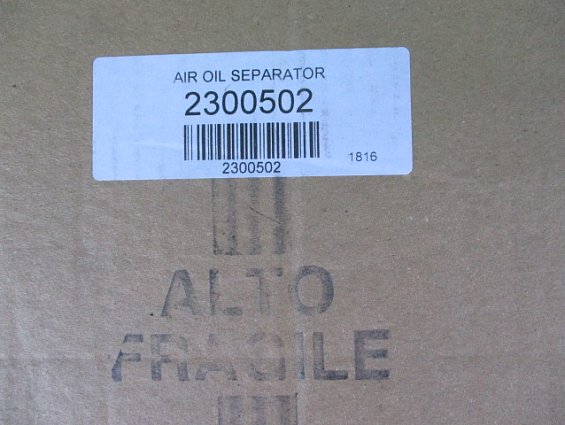 AIR OIL SEPARATOR
2300502
2300502
1816
ALTO
FRAGILE